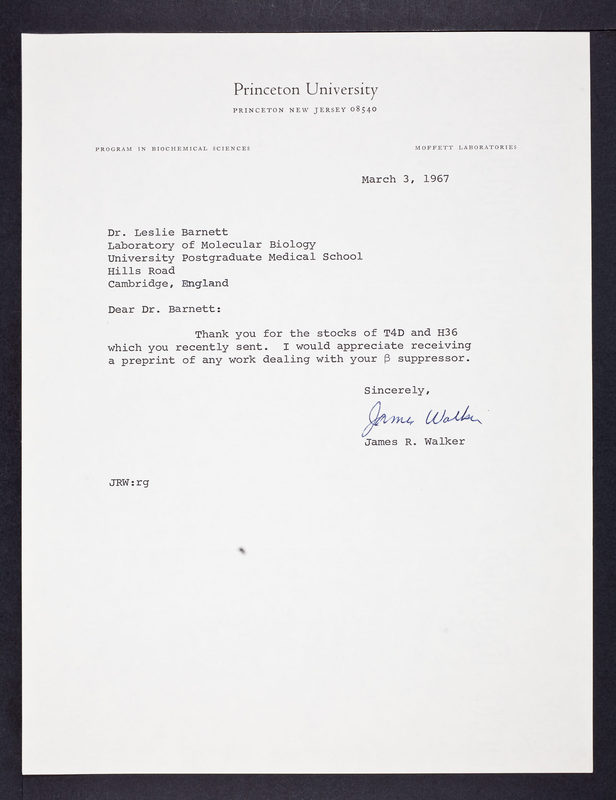 Princeton University
PRINCETON NEW JERSEY 08540
PROGRAM IN BIOCHEMICAL SCIENCES
MOFFETT LABORATORIES
March 3, 1967
Dr. Leslie Barnett
Laboratory of Molecular Biology
University Postgraduate Medical School
Hills Road
Cambridge, England
Dear Dr. Barnett:
Thank you for the stocks of T4D and H36
which you recently sent. I would appreciate receiving
a preprint of any work dealing with your β suppressor.
Sincerely,
James Walker
James R. Walker
JRW:rg